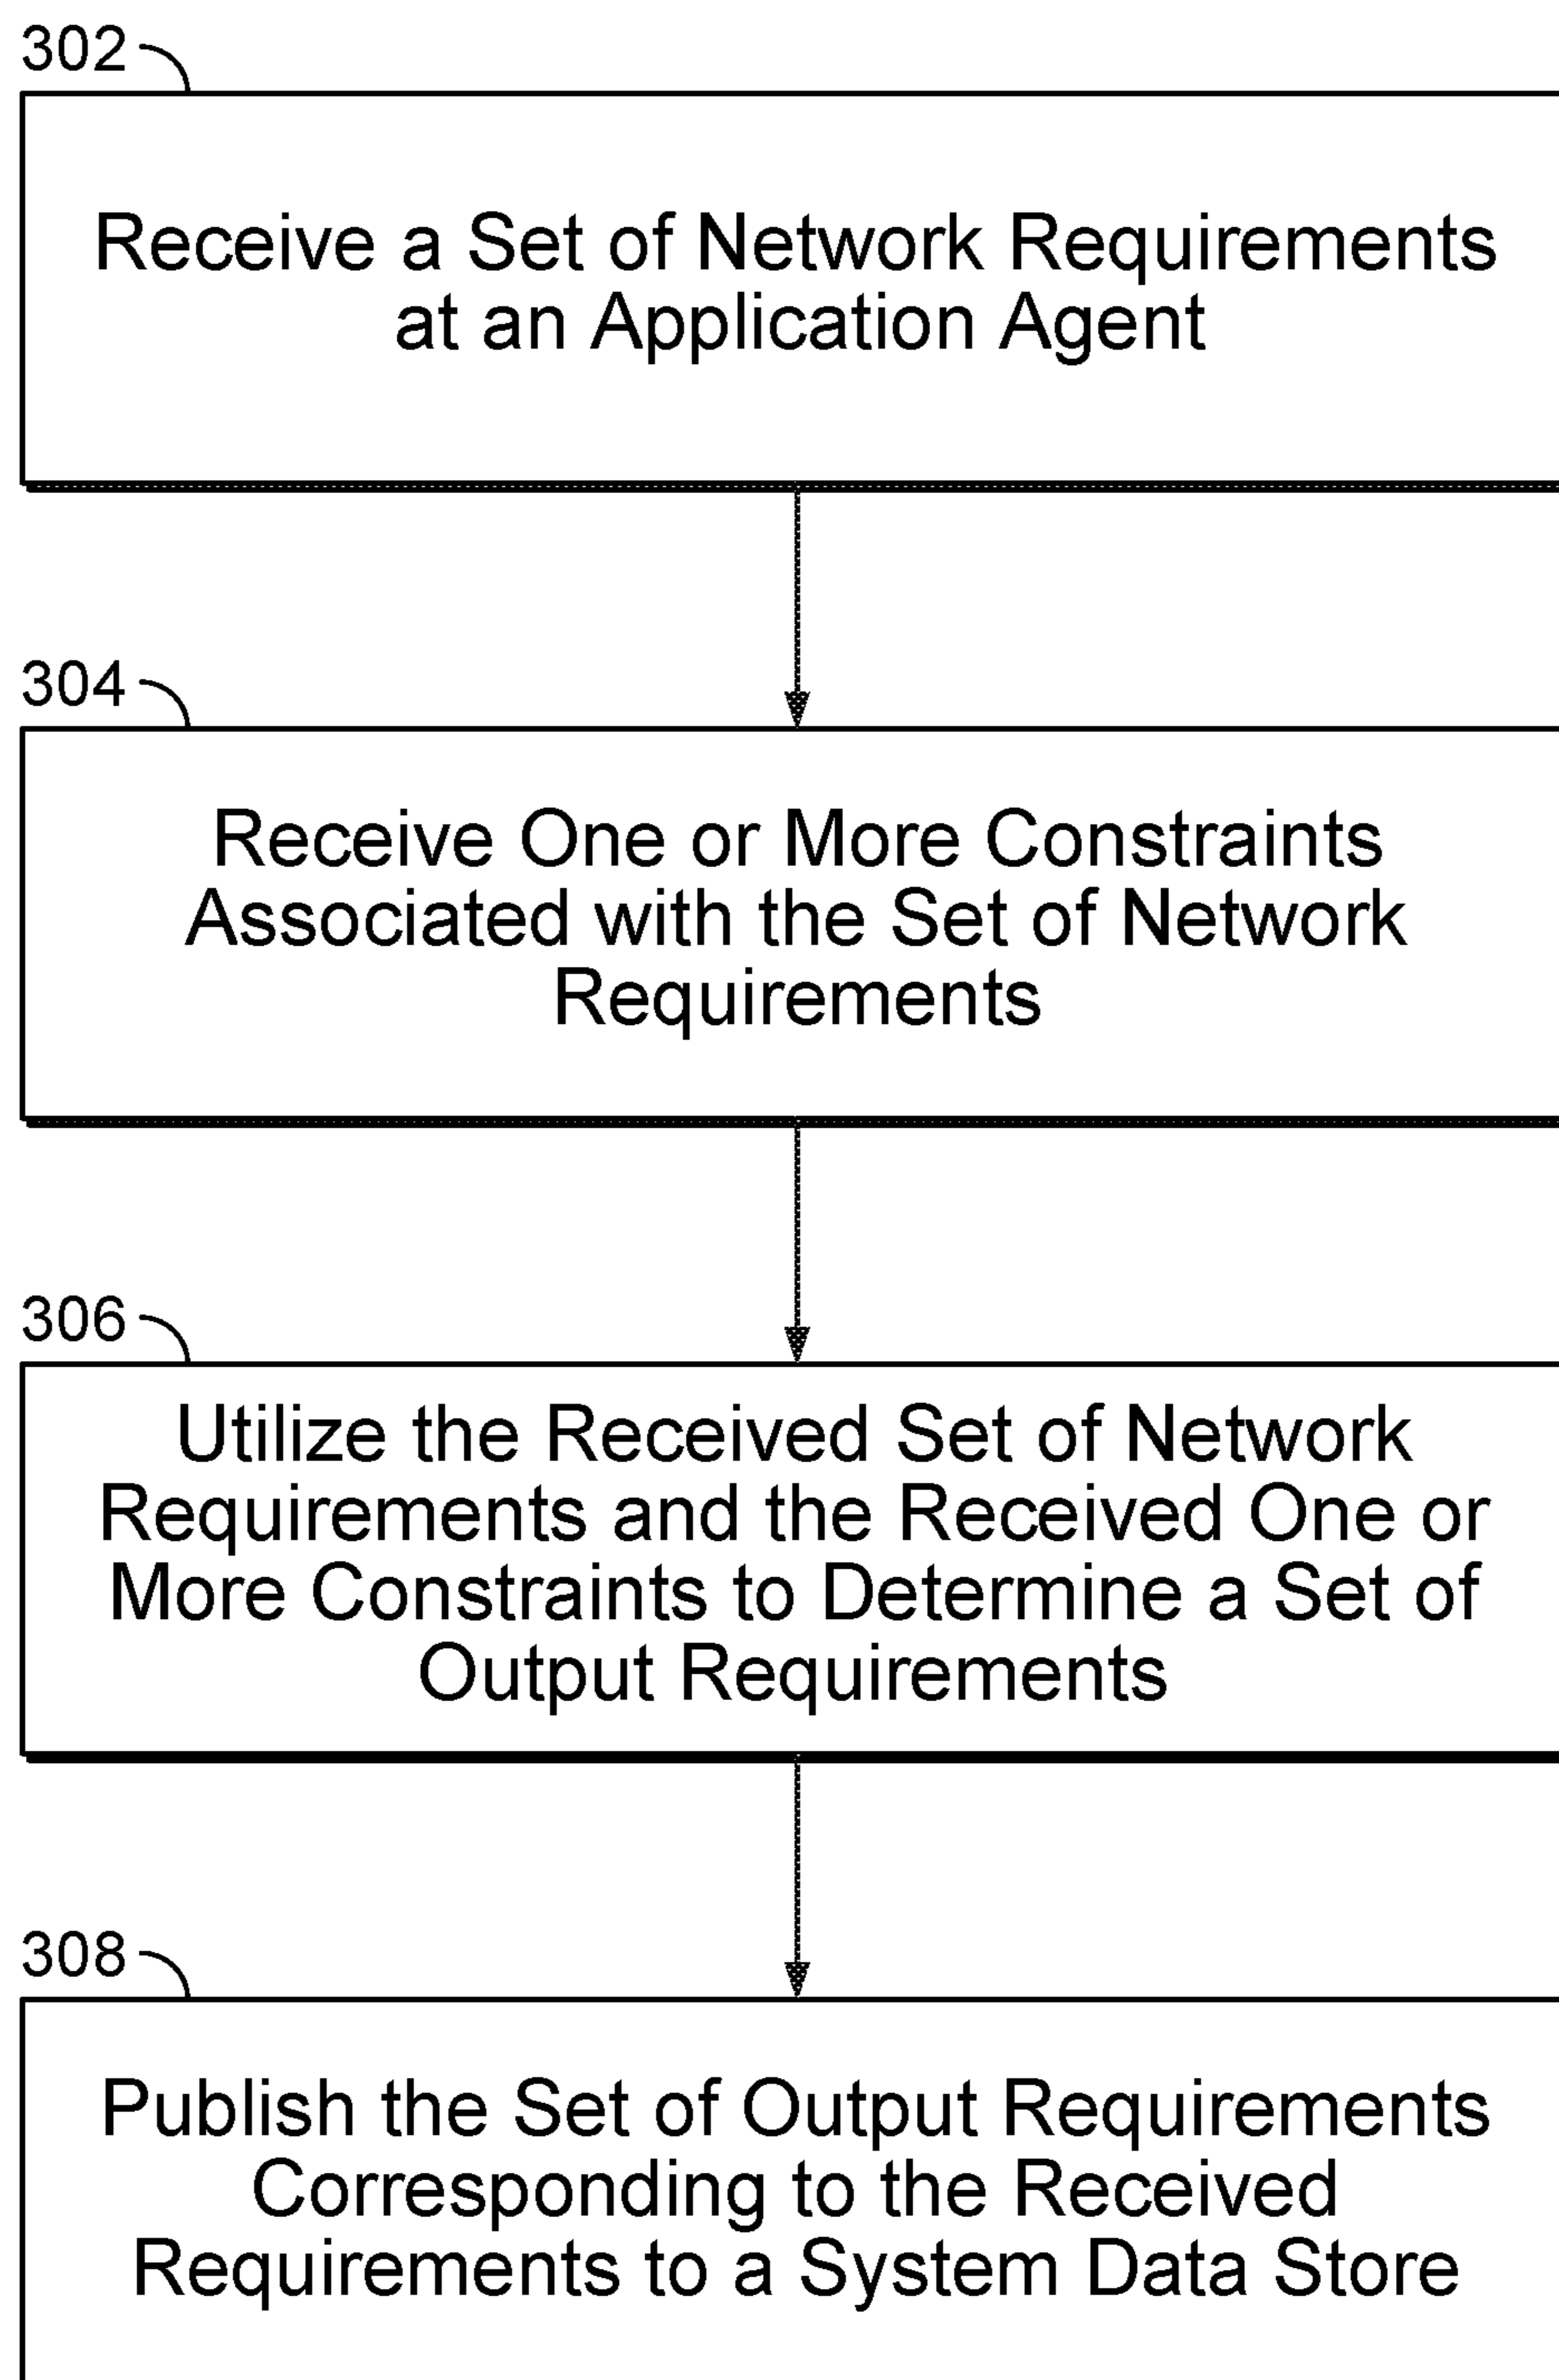 302
Receive a Set of Network Requirements
at an Application Agent
304
Receive One or More Constraints
Associated with the Set of Network
Requirements
306
Utilize the Received Set of Network
Requirements and the Received One or
More Constraints to Determine a Set of
Output Requirements
308
Publish the Set of Output Requirements
Corresponding to the Received
Requirements to a System Data Store